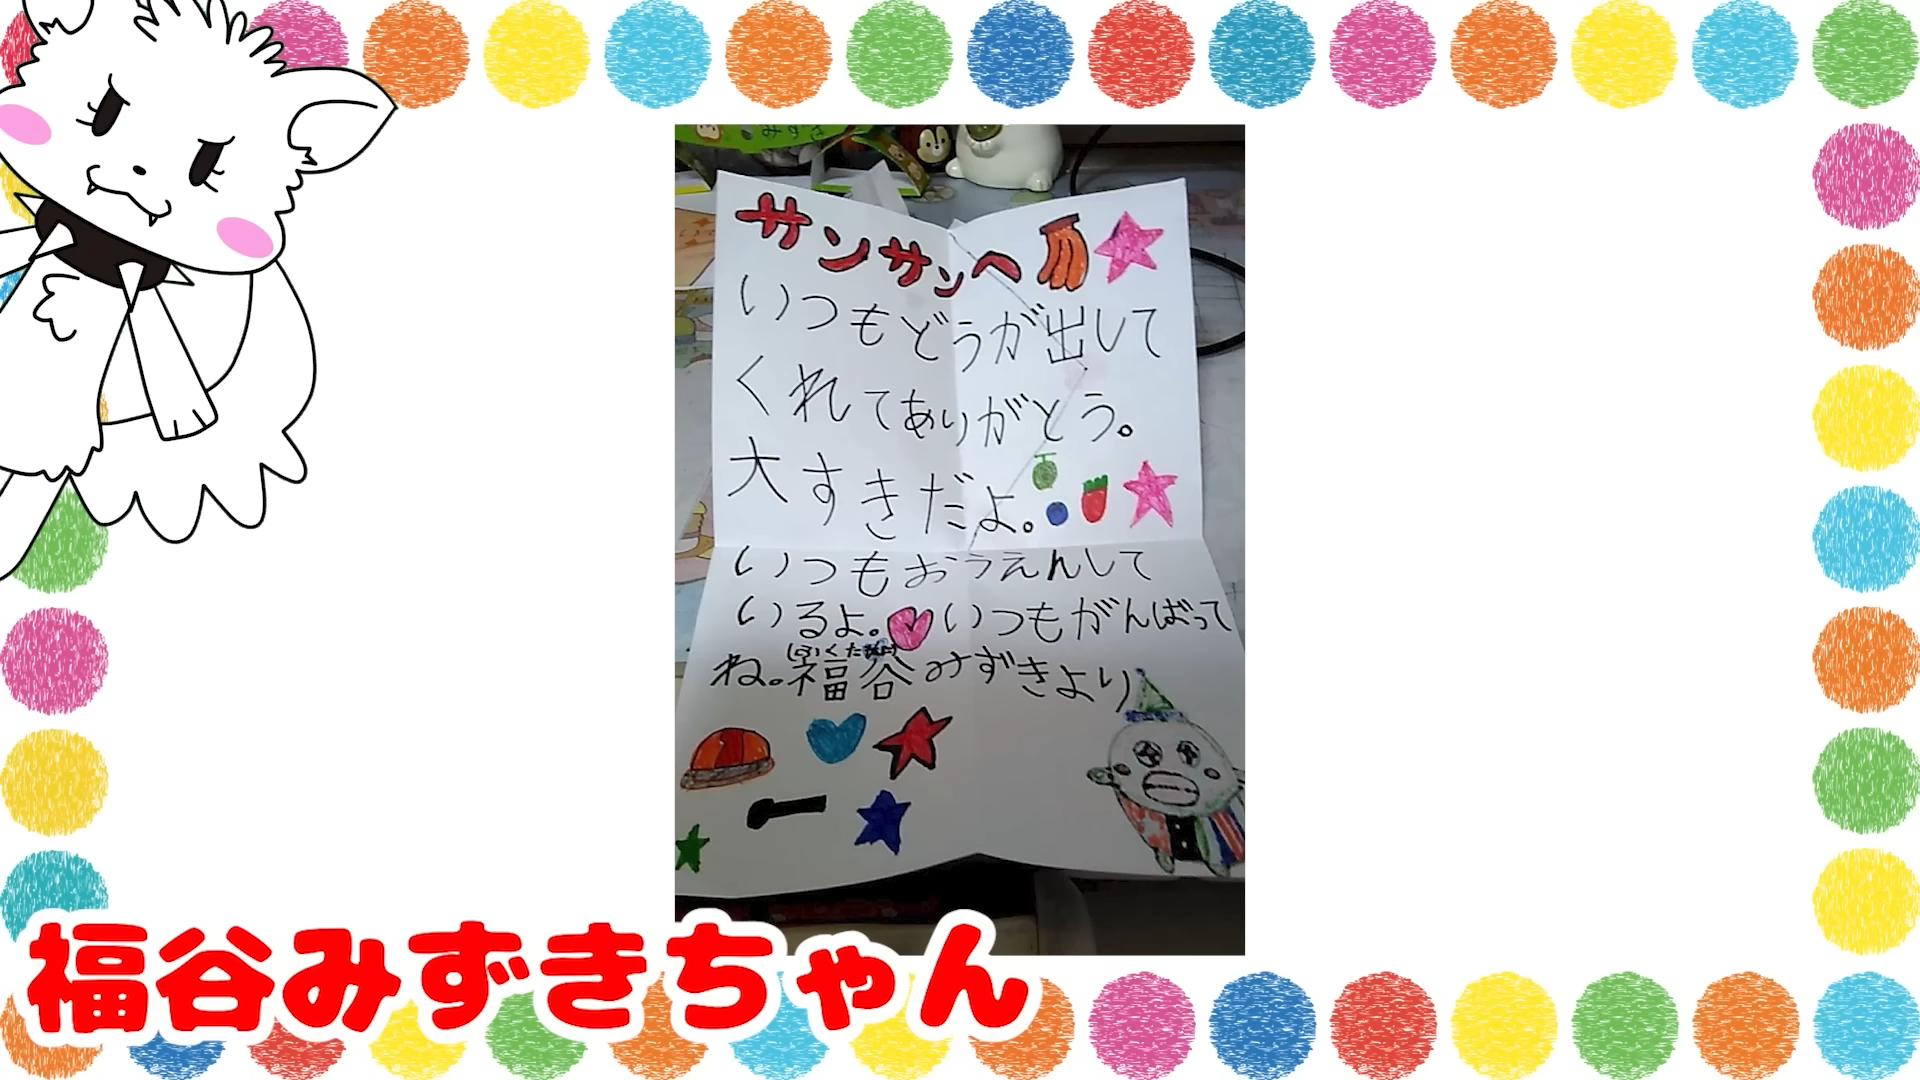 サンサンへ
いつもどうが出して
くれてありがとう。
大すきだよ。
いつもおうえんして
いるよ。いつもがんばって
ね。福谷みずきより
福谷みずきちゃん